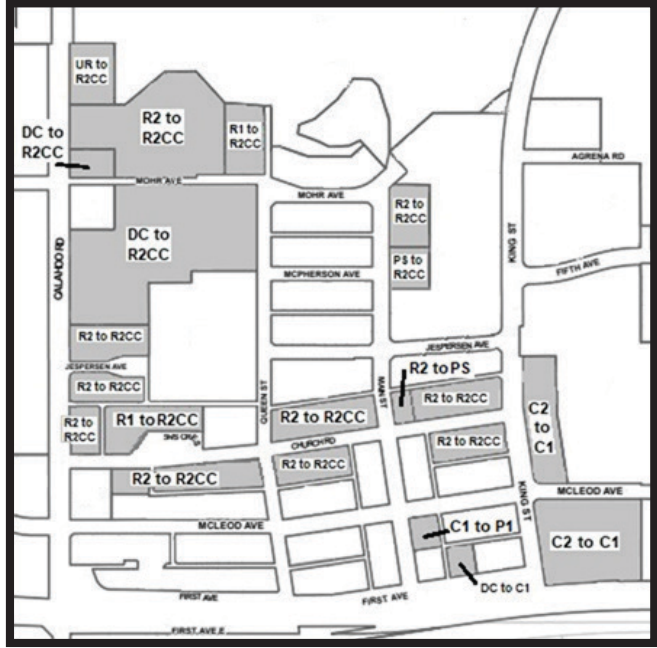 UR to
R2CC
R2 to
R2CC
R1 to
R2CC
DC to
R2CC
MOHR AVE
AGRENA RD
MOHR AVE
R2 to
R2CC
DC to
R2CC
KING ST
CALAHOO RD
PS to
R2CC
FIFTH AVE
MCPHERSON AVE
R2 to R2CC
JESPERSEN AVE
JESPERSEN AVE
R2 to PS
R2 to R2CC
QUEEN ST
MAIN ST
R2 to R2CC
R2 to
R2CC
R1 to R2CC
R2 to R2CC
C2
to
C1
CHURCH RD
R2 to R2CC
R2 to R2CC
R2 to R2CC
KING ST
MCLEOD AVE
MCLEOD AVE
C1 to P1
C2 to C1
DC to C1
FIRST AVE
FIRST AVE
FIRST AVE E